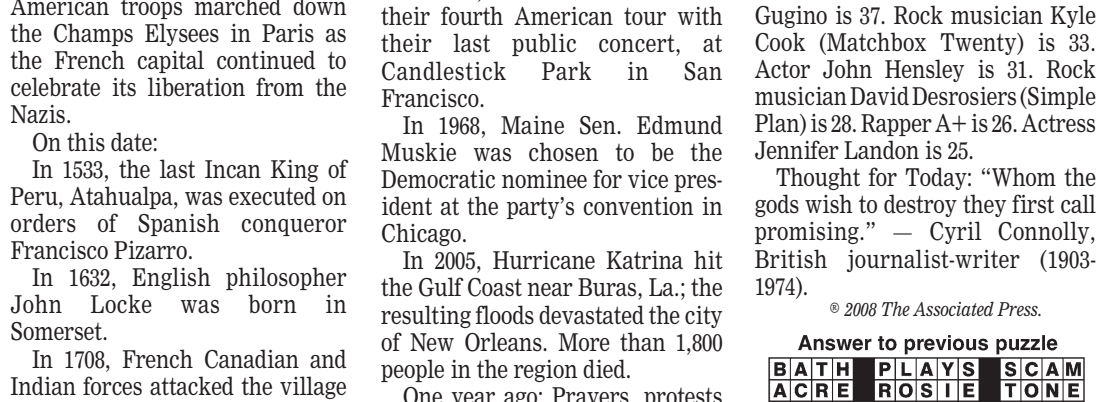 American troops marched down
the Champs Elysees in Paris as
the French capital continued to
celebrate its liberation from the
Nazis.
On this date:
In 1533, the last Incan King of
Peru, Atahualpa, was executed on
orders of Spanish conqueror
Francisco Pizarro.
In 1632, English philosopher
John Locke was born in
Somerset.
In 1708, French Canadian and
Indian forces attacked the village
their fourth American tour with
their last public concert, at
Candlestick Park in San
Francisco.
In 1968, Maine Sen. Edmund
Muskie was chosen to be the
Democratic nominee for vice pres-
ident at the party's convention in
Chicago.
In 2005, Hurricane Katrina hit
the Gulf Coast near Buras, La.; the
resulting floods devastated the city
of New Orleans. More than 1,800
people in the region died.
One year ago: Prayers, protests
Gugino is 37. Rock musician Kyle
Cook (Matchbox Twenty) is 33.
Actor John Hensley is 31. Rock
musician David Desrosiers (Simple
Plan) is 28. Rapper A+ is 26. Actress
Jennifer Landon is 25.
Thought for Today: “Whom the
gods wish to destroy they first call
promising.” — Cyril Connolly,
British journalist-writer (1903-
1974).
® 2008 The Associated Press.
Answer to previous puzzle
BATH PLAYS SCAM
ACRE ROSIE TONE